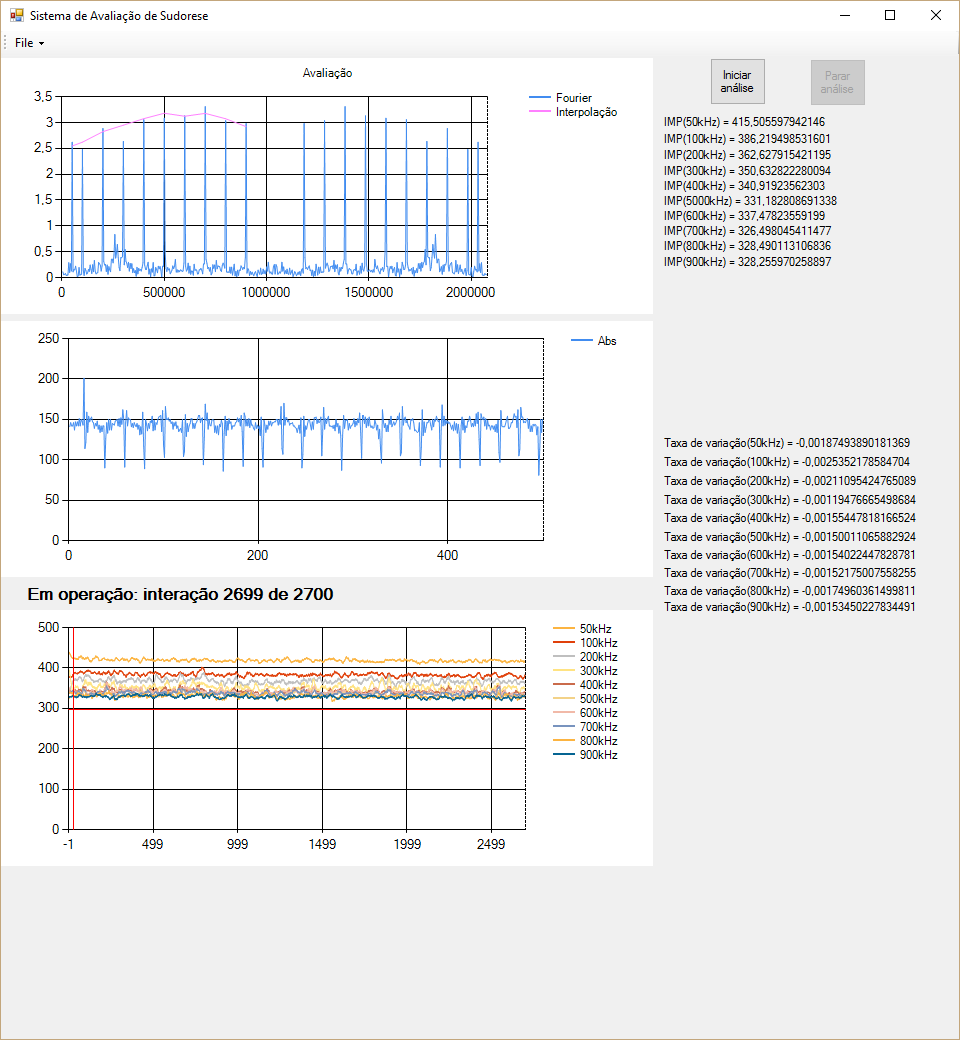 Sistema de Avaliação de Sudorese
File
Avaliação
3,5
3
2,5
2
1,5
1
0,5
0
0
500000
1000000
1500000
2000000
Fourier
Interpolação
Iniciar
análise
Parar
análise
IMP(50kHz) = 415,505597942146
IMP(100kHz) = 386,219498531601
IMP(200kHz) = 362,627915421195
IMP(300kHz) = 350,632822280094
IMP(400kHz) = 340,91923562303
IMP(5000kHz) = 331,182808691338
IMP(600kHz) = 337,47823559199
IMP(700kHz) = 326,498045411477
IMP(800kHz) = 328,490113106836
IMP(900kHz) = 328,255970258897
250
200
150
100
50
0
0
200
400
Abs
Taxa de variação(50kHz) = -0,00187493890181369
Taxa de variação(100kHz) = -0,0025352178584704
Taxa de variação(200kHz) = -0,00211095424765089
Taxa de variação(300kHz) = -0,00119476665498684
Taxa de variação(400kHz) = -0,00155447818166524
Taxa de variação(500kHz) = -0,00150011065882924
Taxa de variação(600kHz) = -0,00154022447828781
Taxa de variação(700kHz) = -0,00152175007558255
Taxa de variação(800kHz) = -0,00174960361499811
Taxa de variação(900kHz) = -0,00153450227834491
Em operação: interação 2699 de 2700
500
400
300
200
100
0
-1
499
999
1499
1999
2499
50kHz
100kHz
200kHz
300kHz
400kHz
500kHz
600kHz
700kHz
800kHz
900kHz